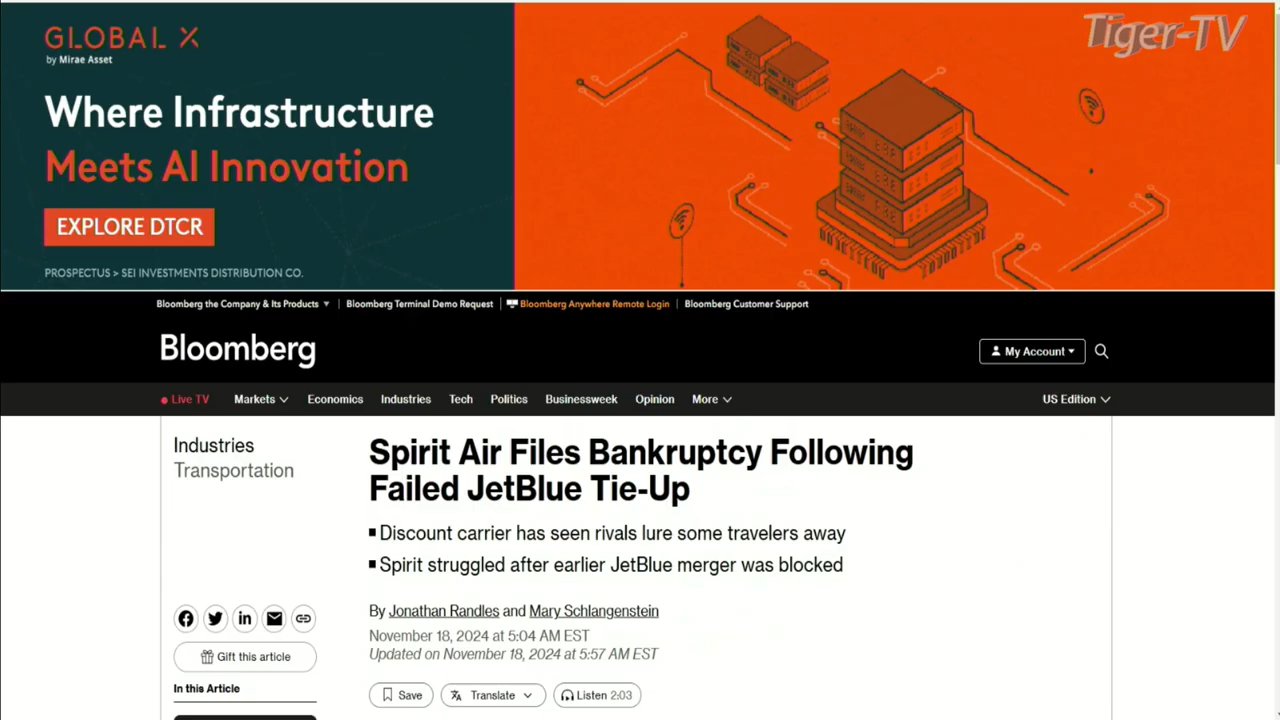 GLOBAL X
by Mirae Asset
Tiger-TV
Where Infrastructure
Meets AI Innovation
EXPLORE DTCR
PROSPECTUS > SEI INVESTMENTS DISTRIBUTION CO.
Bloomberg the Company & Its Products ▾ | Bloomberg Terminal Demo Request | Bloomberg Anywhere Remote Login | Bloomberg Customer Support
Bloomberg
My Account
Live TV Markets Economics Industries Tech Politics Businessweek Opinion More US Edition
Industries
Transportation
Spirit Air Files Bankruptcy Following
Failed JetBlue Tie-Up
■ Discount carrier has seen rivals lure some travelers away
■ Spirit struggled after earlier JetBlue merger was blocked
By Jonathan Randles and Mary Schlangenstein
November 18, 2024 at 5:04 AM EST
Updated on November 18, 2024 at 5:57 AM EST
Gift this article
In this Article
Save Translate Listen 2:03